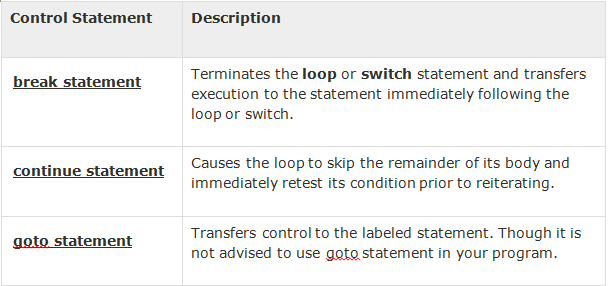 Control Statement Description
break statement
Terminates the loop or switch statement and transfers
execution to the statement immediately following the
loop or switch.
continue statement
Causes the loop to skip the remainder of its body and
immediately retest its condition prior to reiterating.
goto statement
Transfers control to the labeled statement. Though it is
not advised to use goto statement in your program.